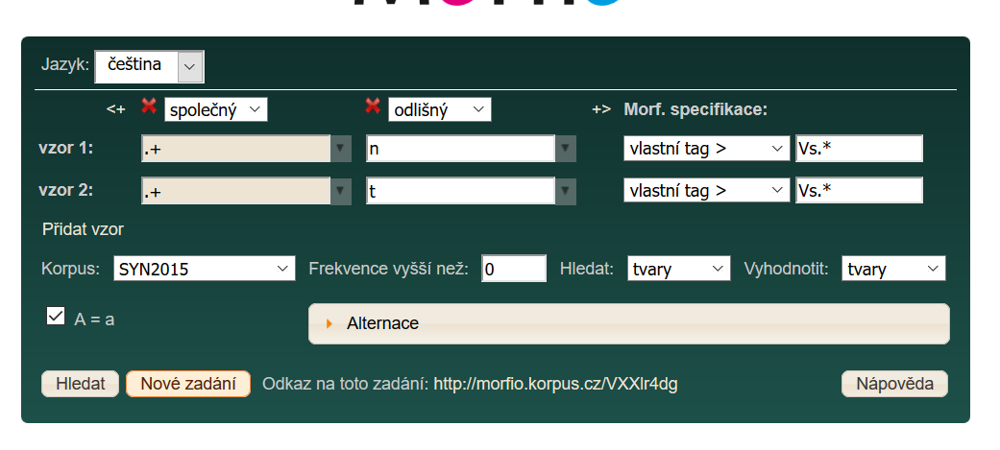 Jazyk: čeština
<+ společný odlišný +> Morf. specifikace:
vzor 1: .+ n vlastní tag > Vs.*
vzor 2: .+ t vlastní tag > Vs.*
Přidat vzor
Korpus: SYN2015 Frekvence vyšší než: 0 Hledat: tvary Vyhodnotit: tvary
A = a Alternace
Hledat Nové zadání Odkaz na toto zadání: http://morfio.korpus.cz/VXXlr4dg Nápověda